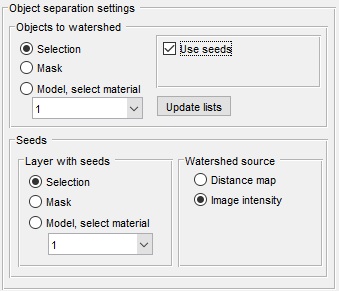 Object separation settings
Objects to watershed
Selection
Use seeds
Mask
Model, select material
1
Update lists
Seeds
Layer with seeds
Watershed source
Selection
Distance map
Mask
Image intensity
Model, select material
1